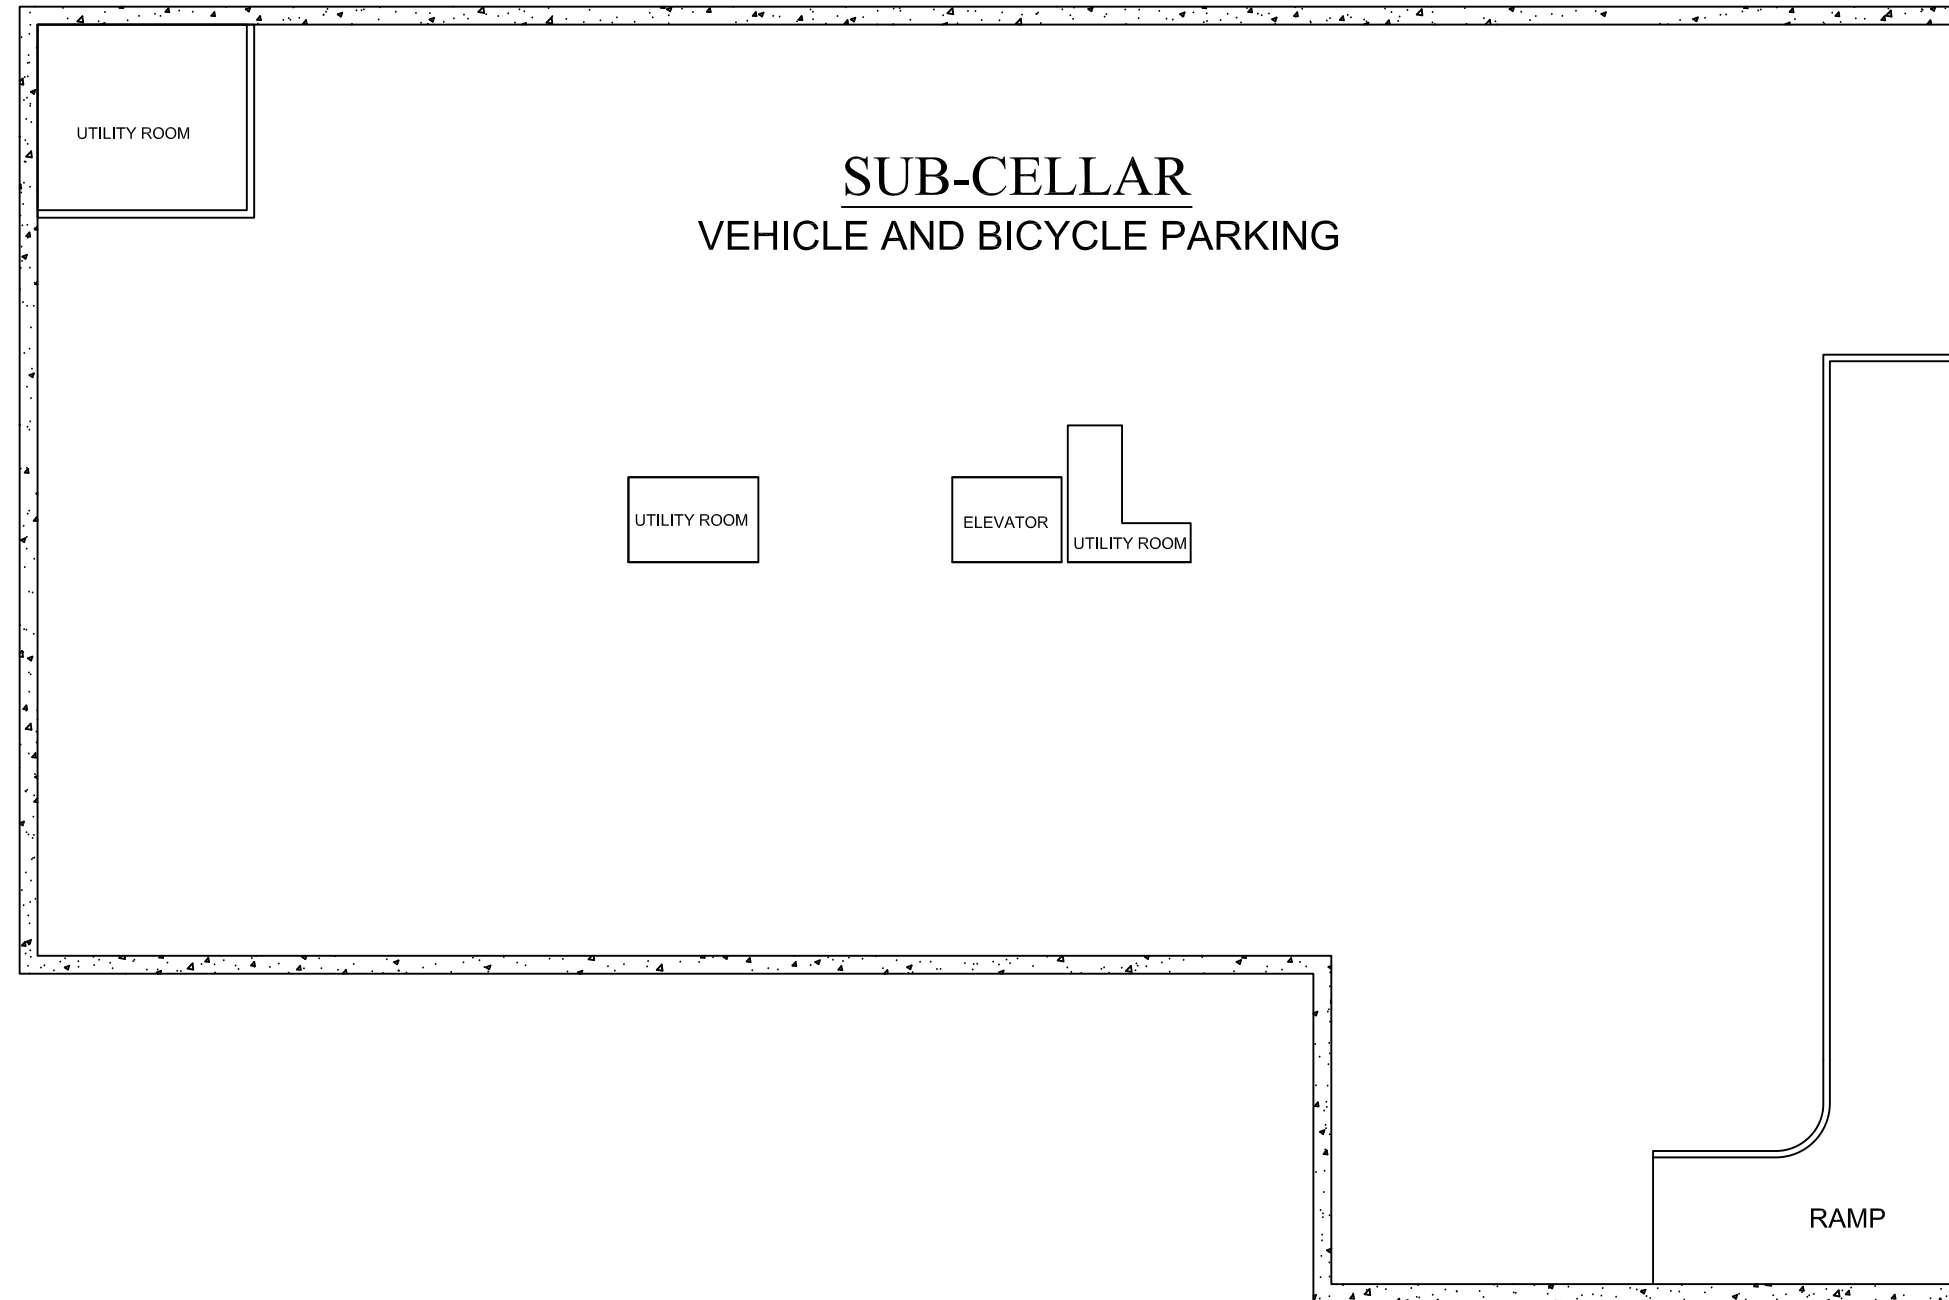 UTILITY ROOM
SUB-CELLAR
VEHICLE AND BICYCLE PARKING
UTILITY ROOM
ELEVATOR
UTILITY ROOM
RAMP